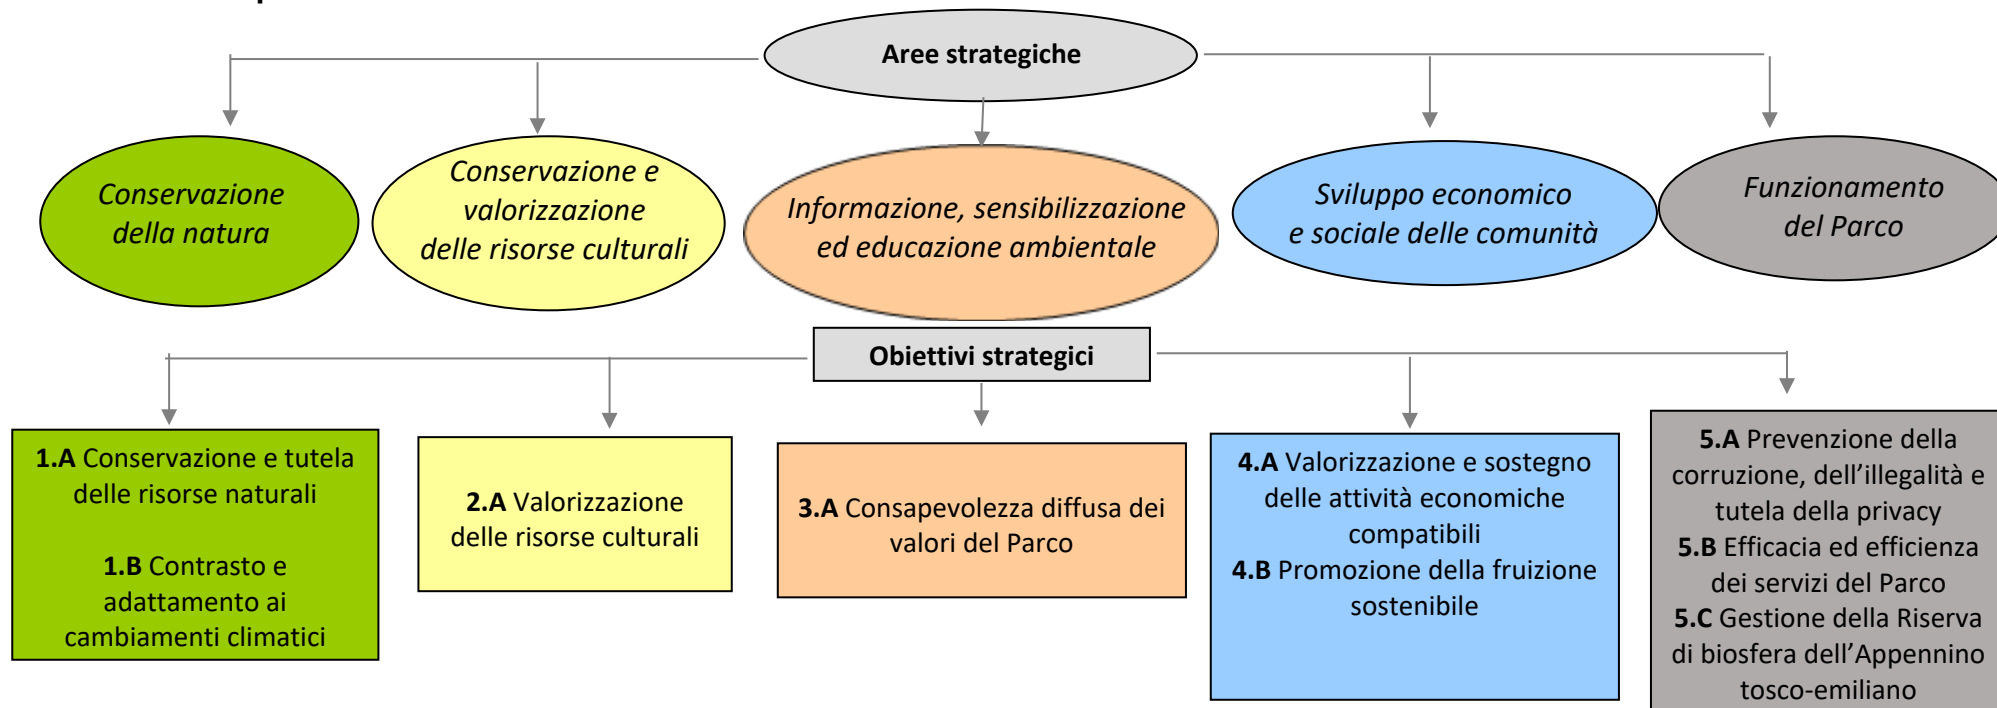 Aree strategiche
Conservazione
della natura
Conservazione e
valorizzazione
delle risorse culturali
Informazione, sensibilizzazione
ed educazione ambientale
Sviluppo economico
e sociale delle comunità
Funzionamento
del Parco
Obiettivi strategici
1.A Conservazione e tutela
delle risorse naturali
1.B Contrasto e
adattamento ai
cambiamenti climatici
2.A Valorizzazione
delle risorse culturali
3.A Consapevolezza diffusa dei
valori del Parco
4.A Valorizzazione e sostegno
delle attività economiche
compatibili
4.B Promozione della fruizione
sostenibile
5.A Prevenzione della
corruzione, dell’illegalità e
tutela della privacy
5.B Efficacia ed efficienza
dei servizi del Parco
5.C Gestione della Riserva
di biosfera dell’Appennino
tosco-emiliano